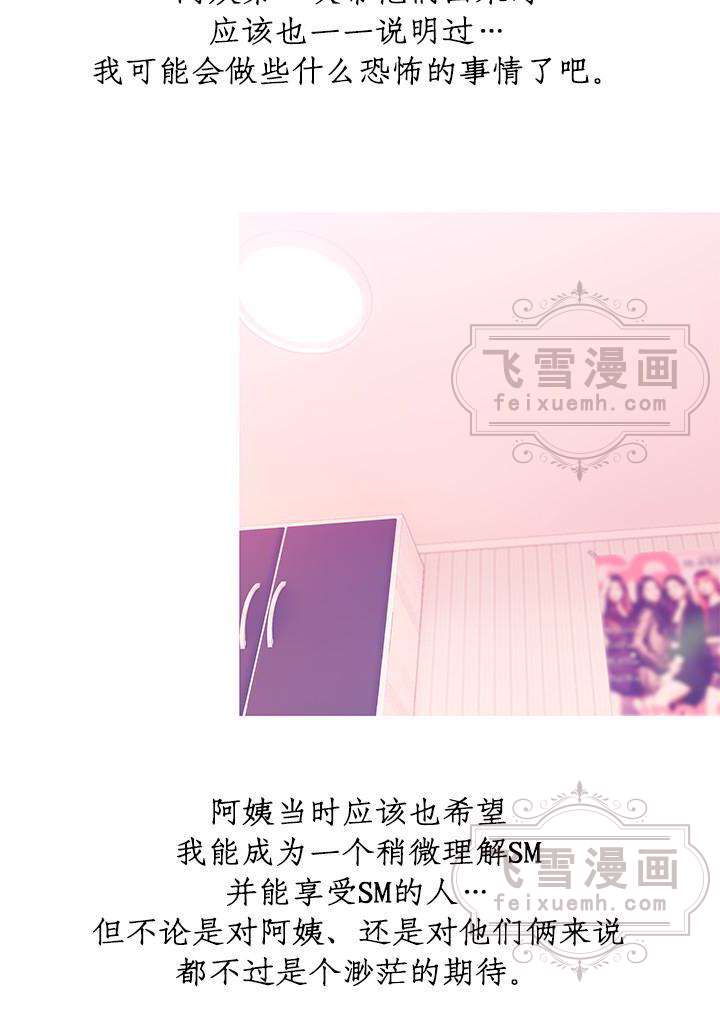 应该也一一说明过…
我可能会做些什么恐怖的事情了吧。
飞雪漫画
feixuemh.com
阿姨当时应该也希望
我能成为一个稍微理解SM
并能享受SM的人…
但不论是对阿姨、还是对他们俩来说
都不过是个渺茫的期待。
飞雪漫画
feixuemh.com